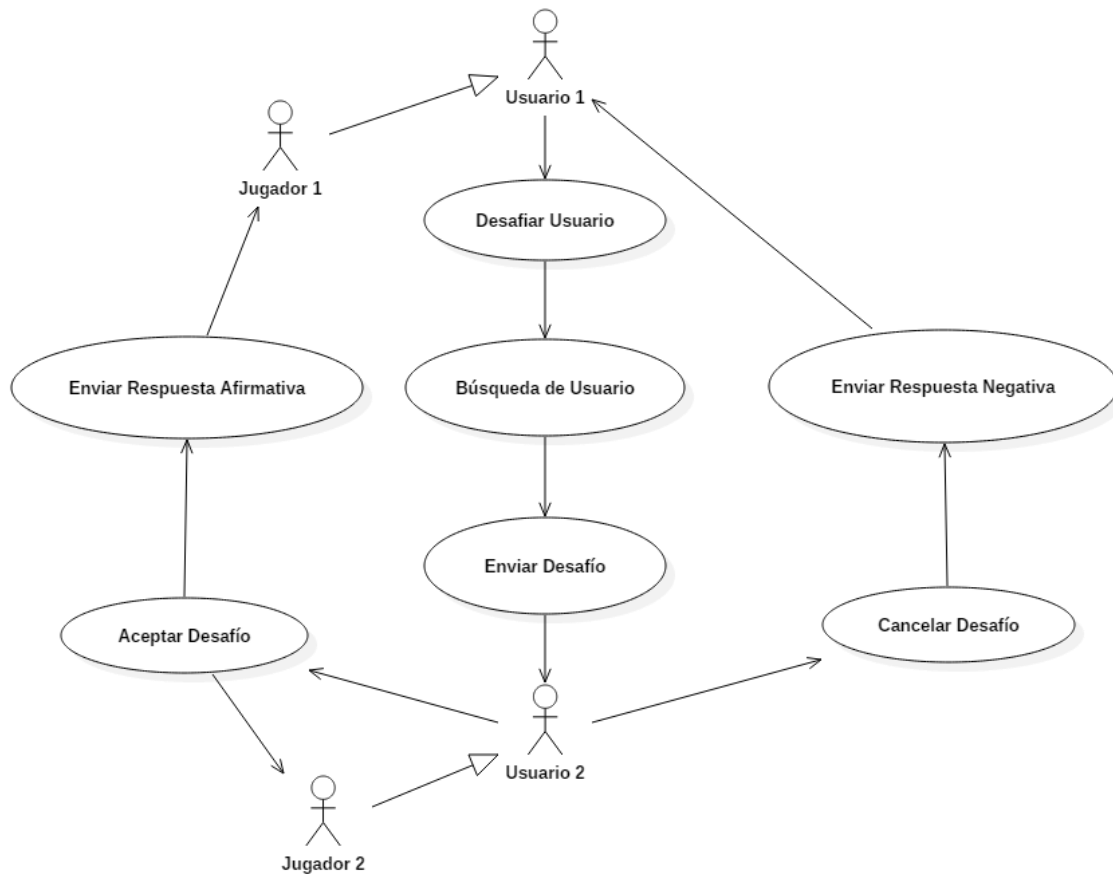 Usuario 1
Jugador 1
Desafiar Usuario
Enviar Respuesta Afirmativa
Búsqueda de Usuario
Enviar Respuesta Negativa
Enviar Desafío
Aceptar Desafío
Cancelar Desafío
Usuario 2
Jugador 2